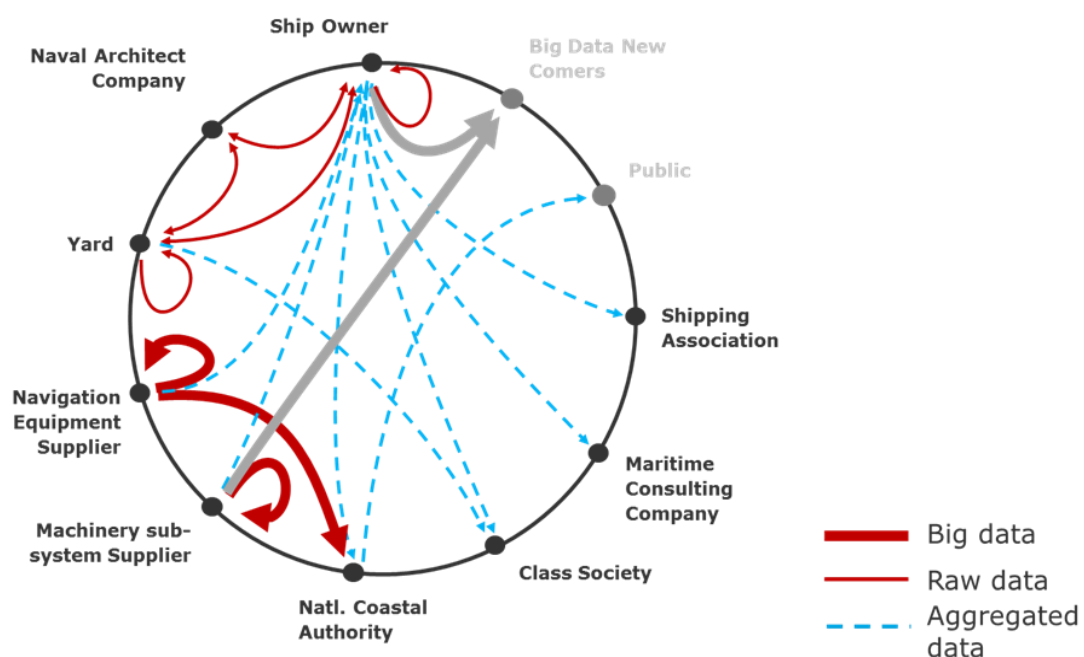 Ship Owner
Big Data New
Comers
Naval Architect
Company
Public
Yard
Shipping
Association
Navigation
Equipment
Supplier
Maritime
Consulting
Company
Machinery sub-
system Supplier
Class Society
Natl. Coastal
Authority
Big data
Raw data
Aggregated
data